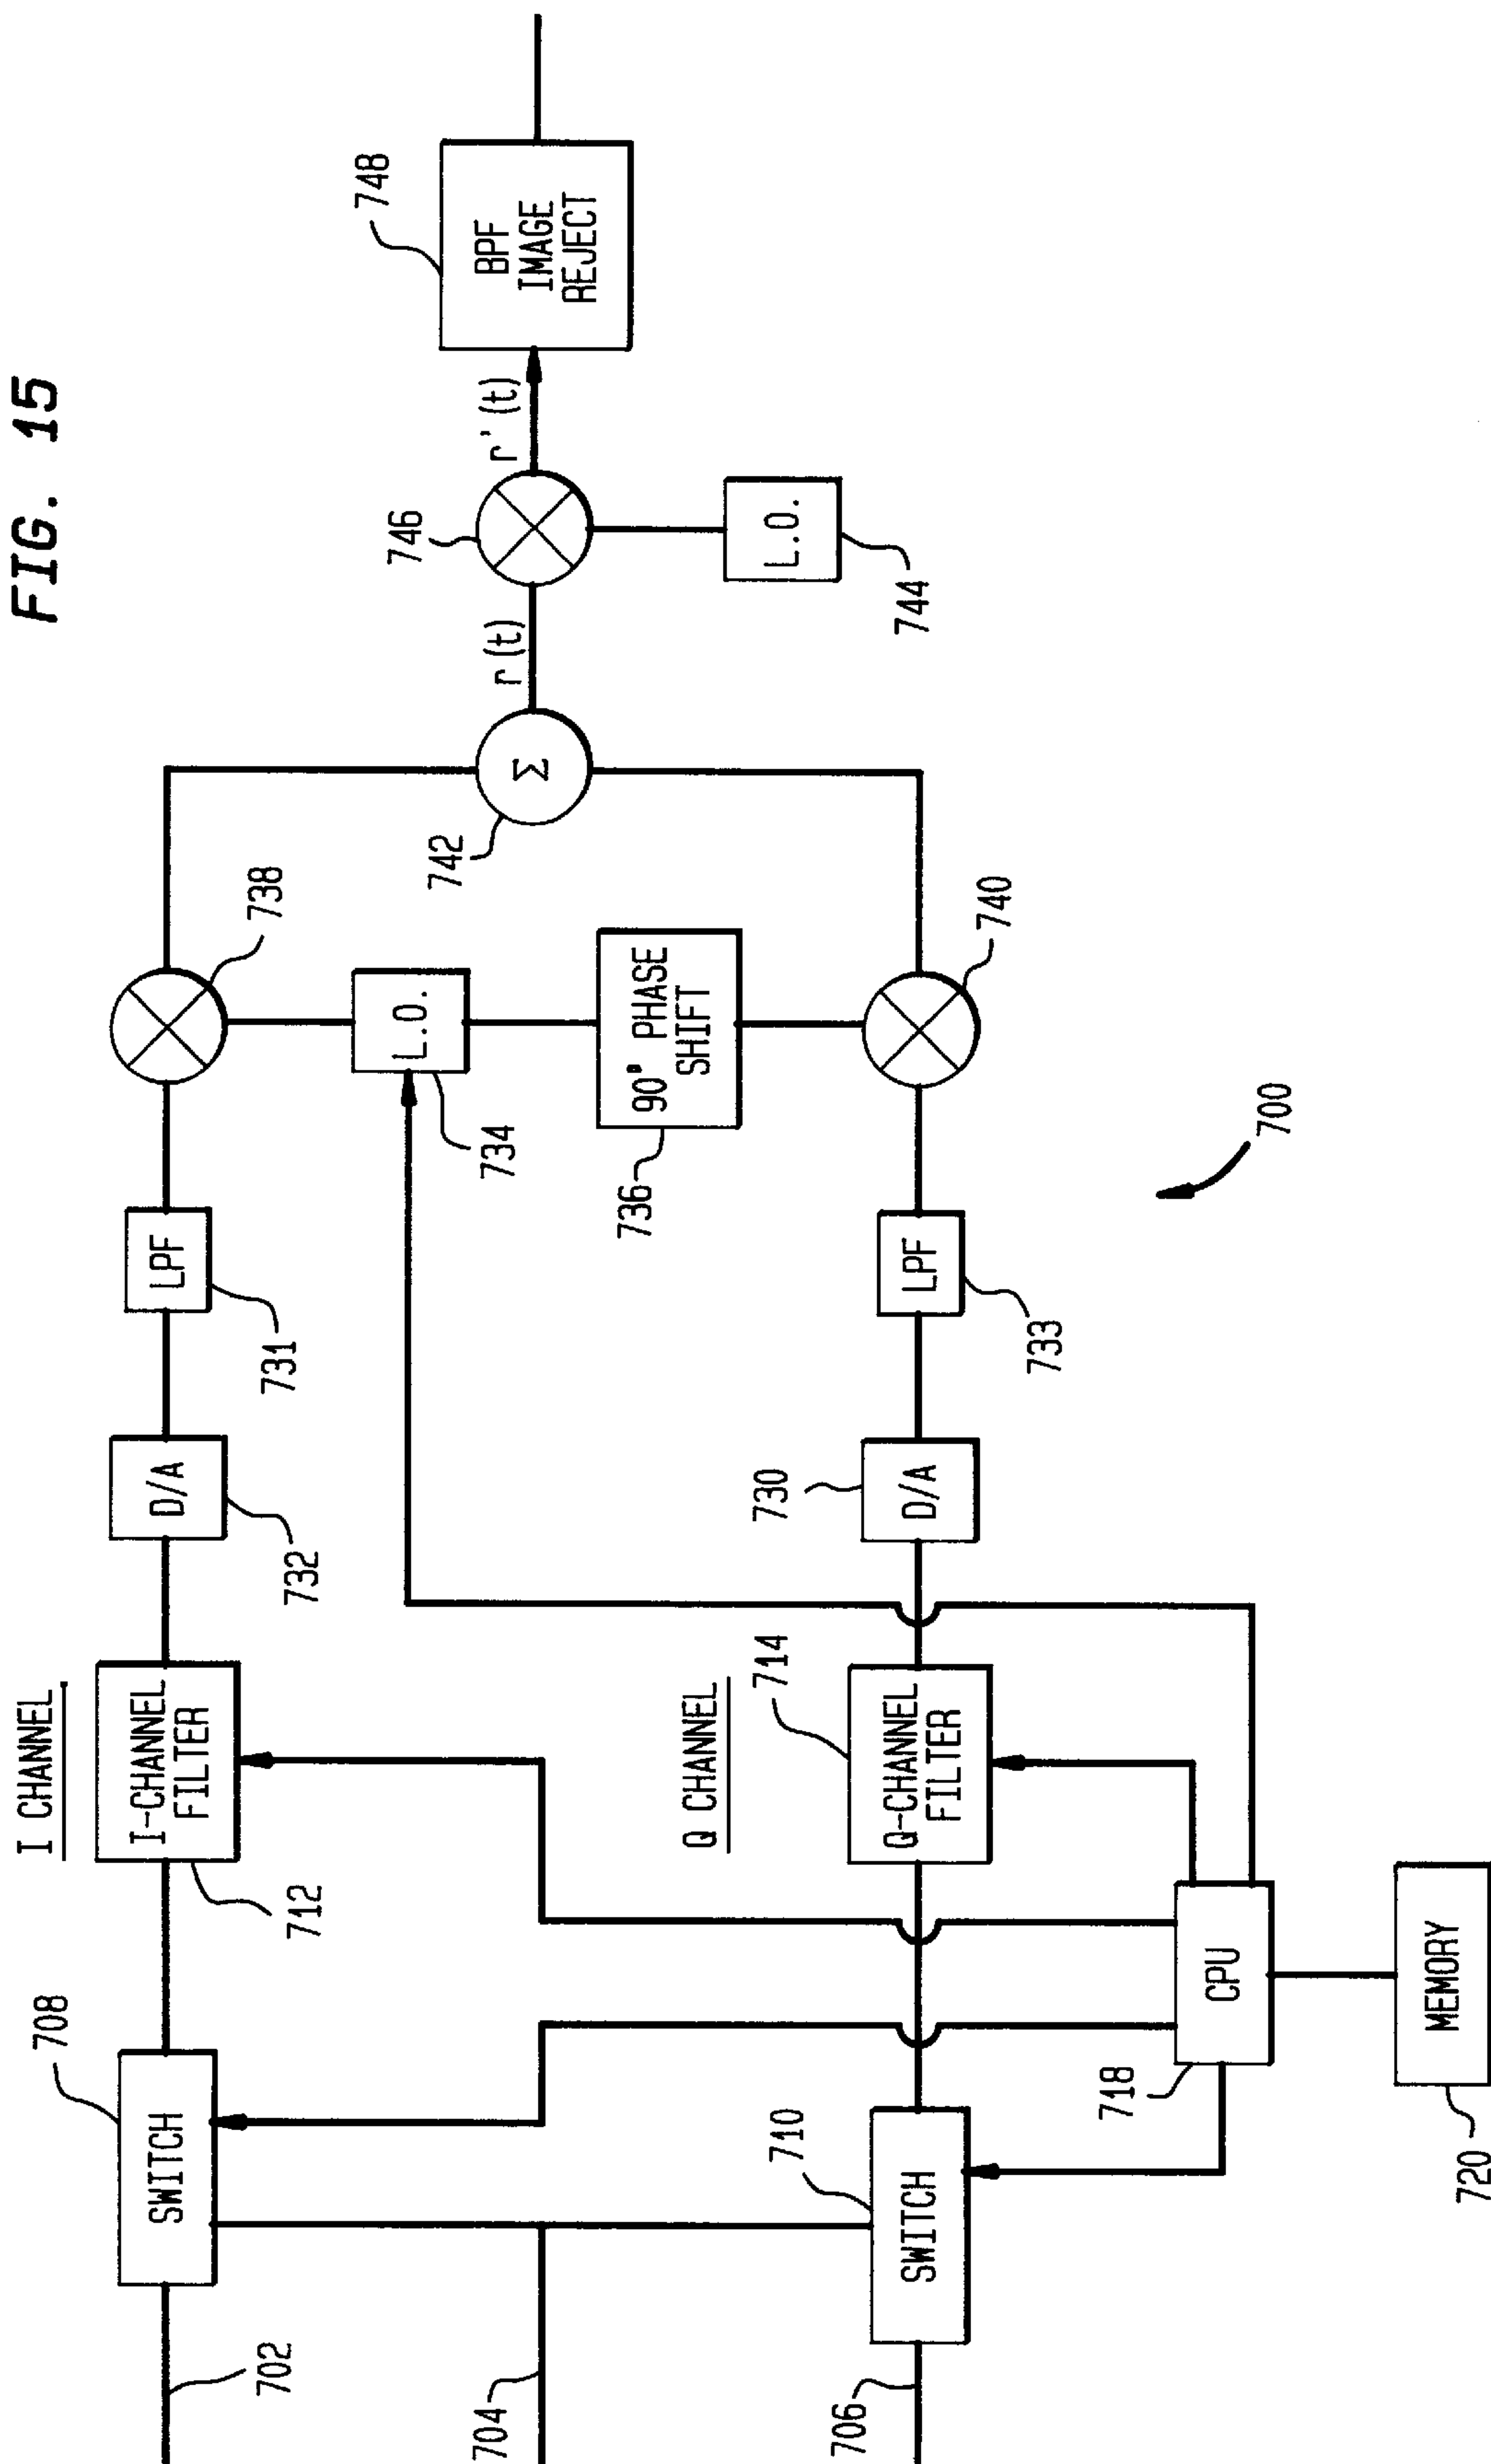 FIG. 15
I CHANNEL
702
SWITCH
708
I-CHANNEL
FILTER
712
D/A
732
LPF
731
738
704
L.O.
734
90° PHASE
SHIFT
736
742
Σ
r(t)
746
r'(t)
L.O.
744
BPF
IMAGE
REJECT
748
Q CHANNEL
706
SWITCH
710
Q-CHANNEL
FILTER
714
D/A
730
LPF
733
740
CPU
718
MEMORY
720
700